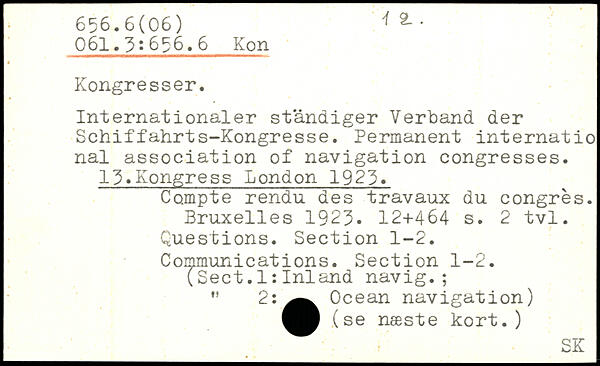 656.6(06)
12.
061.3:656.6 Kon
Kongresser.
Internationaler ständiger Verband der
Schiffahrts-Kongresse. Permanent internatio
nal association of navigation congresses.
13.Kongress London 1923.
Compte rendu des travaux du congrès.
Bruxelles 1923. 12+464 s. 2 tvl.
Questions. Section 1-2.
Communications. Section 1-2.
(Sect.1:Inland navig.;
" 2: Ocean navigation)
(se næste kort.)
SK